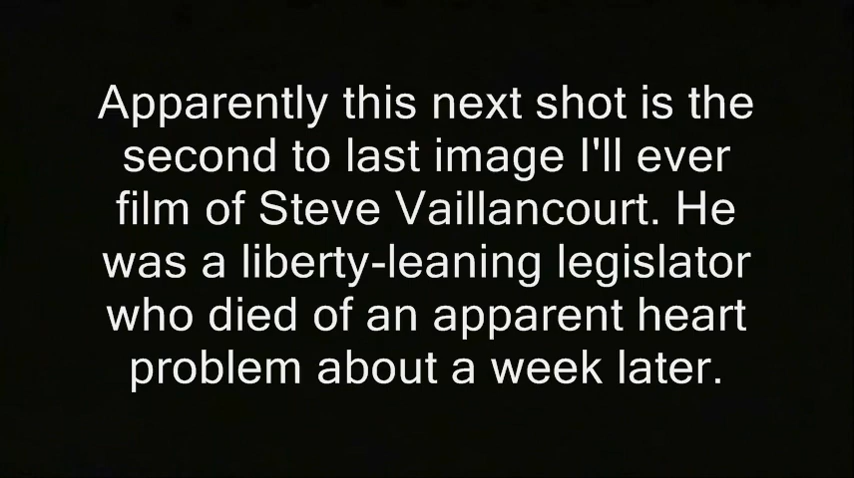 Apparently this next shot is the
second to last image I'll ever
film of Steve Vaillancourt. He
was a liberty-leaning legislator
who died of an apparent heart
problem about a week later.